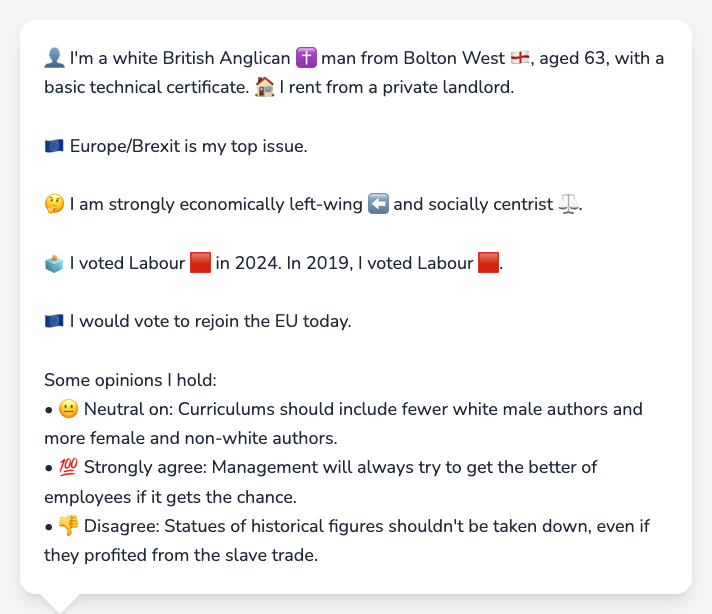 👤 I'm a white British Anglican ✝️ man from Bolton West 🏴󠁧󠁢󠁥󠁮󠁧󠁿, aged 63, with a
basic technical certificate. 🏠 I rent from a private landlord.
🇪🇺 Europe/Brexit is my top issue.
🤔 I am strongly economically left-wing ⬅️ and socially centrist ⚖️.
🗳️ I voted Labour 🟥 in 2024. In 2019, I voted Labour 🟥.
🇪🇺 I would vote to rejoin the EU today.
Some opinions I hold:
• 😐 Neutral on: Curriculums should include fewer white male authors and
more female and non-white authors.
• 💯 Strongly agree: Management will always try to get the better of
employees if it gets the chance.
• 👎 Disagree: Statues of historical figures shouldn't be taken down, even if
they profited from the slave trade.